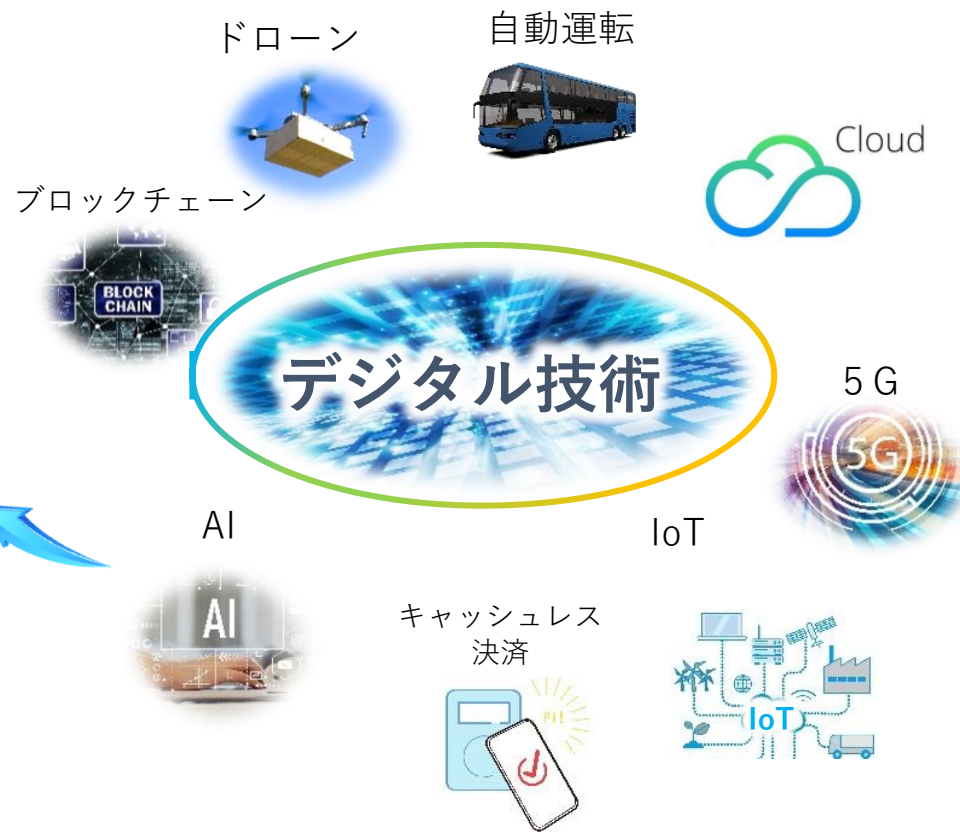 ドローン
自動運転
Cloud
ブロックチェーン
BLOCK
CHAIN
デジタル技術
5G
5G
AI
IoT
AI
キャッシュレス
決済
PI!
IoT